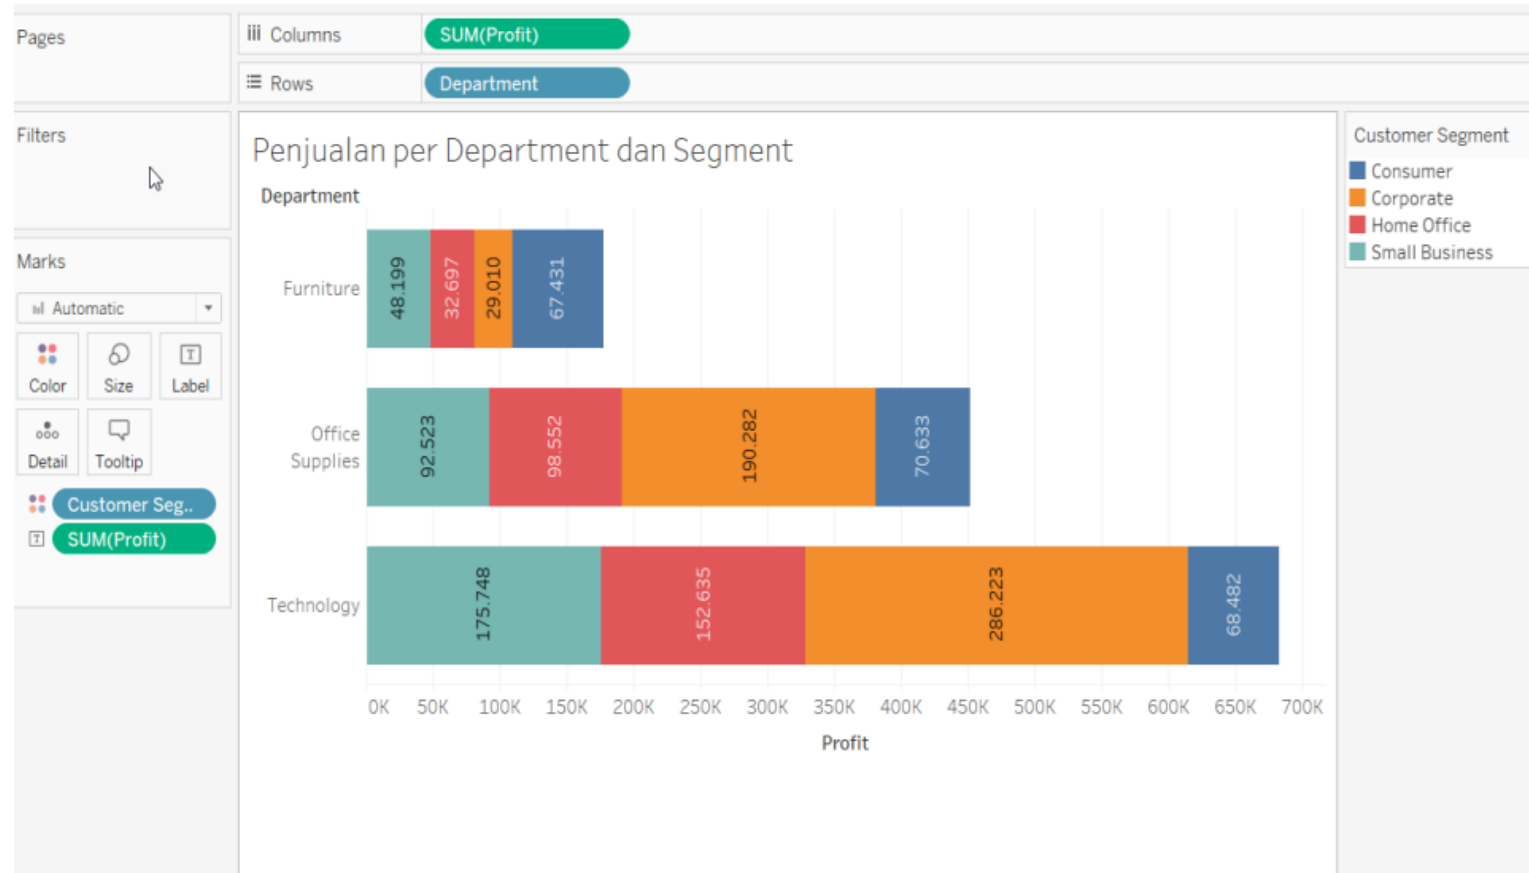 Pages
Columns
SUM(Profit)
Rows
Department
Filters
Marks
Automatic
Color
Size
Label
Detail
Tooltip
Customer Seg..
SUM(Profit)
Penjualan per Department dan Segment
Department
Furniture
48.199
32.697
29.010
67.431
Office
Supplies
92.523
98.552
190.282
70.633
Technology
175.748
152.635
286.223
68.482
0K 50K 100K 150K 200K 250K 300K 350K 400K 450K 500K 550K 600K 650K 700K
Profit
Customer Segment
Consumer
Corporate
Home Office
Small Business